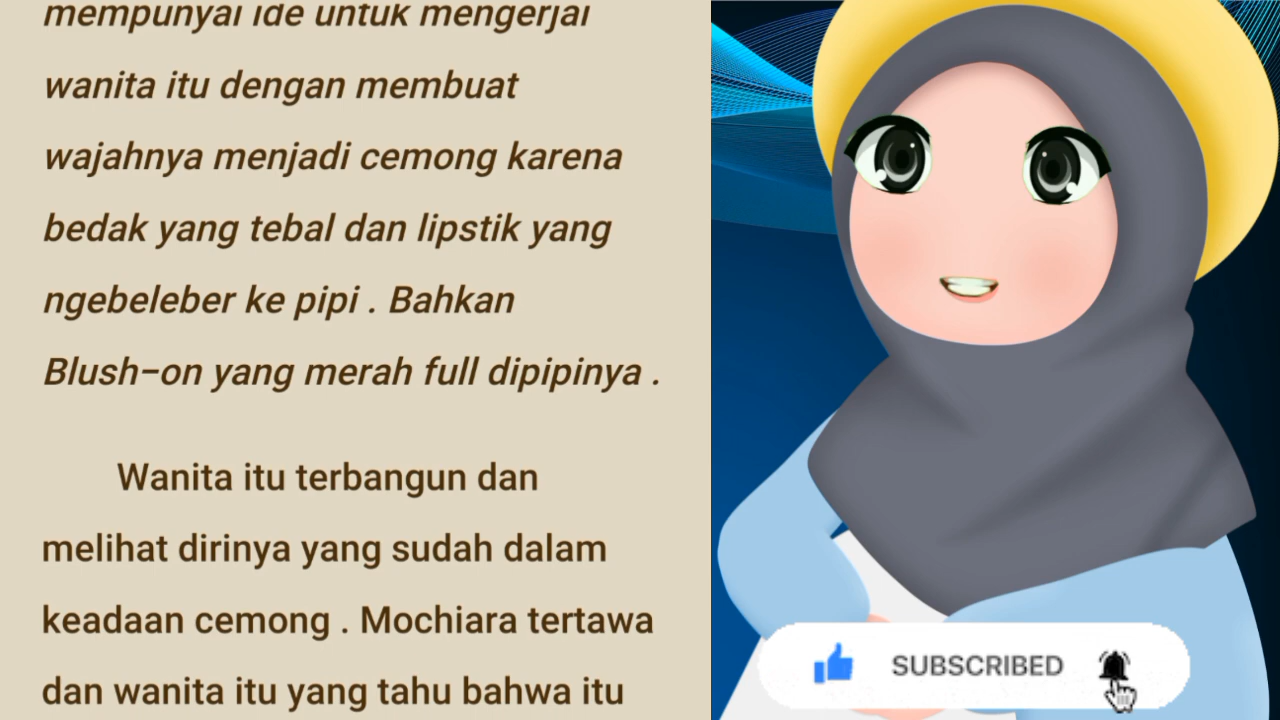 mempunyai ide untuk mengerjai
wanita itu dengan membuat
wajahnya menjadi cemong karena
bedak yang tebal dan lipstik yang
ngebeleber ke pipi . Bahkan
Blush-on yang merah full dipipinya .
Wanita itu terbangun dan
melihat dirinya yang sudah dalam
keadaan cemong . Mochiara tertawa
dan wanita itu yang tahu bahwa itu
SUBSCRIBED